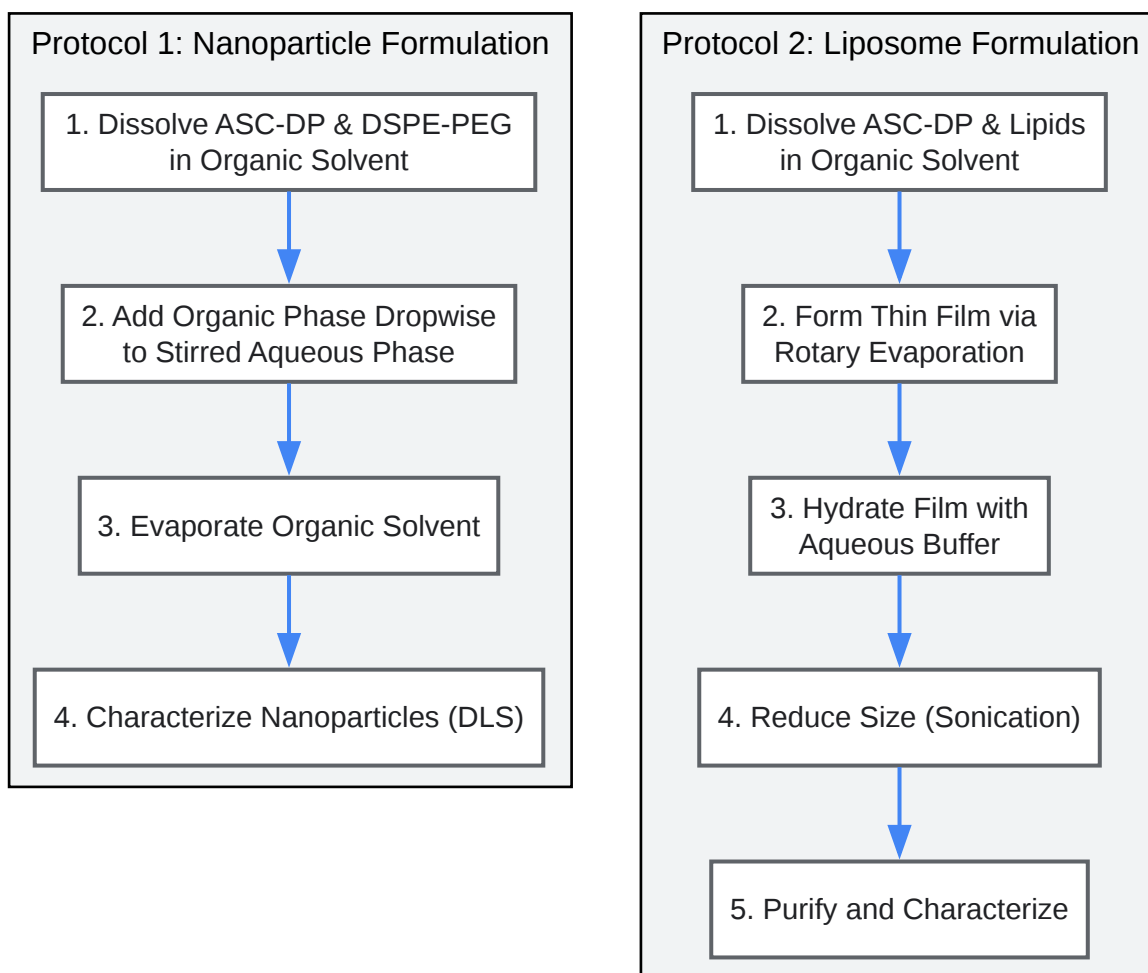 Protocol 1: Nanoparticle Formulation
1. Dissolve ASC-DP & DSPE-PEG
in Organic Solvent
2. Add Organic Phase Dropwise
to Stirred Aqueous Phase
3. Evaporate Organic Solvent
4. Characterize Nanoparticles (DLS)
Protocol 2: Liposome Formulation
1. Dissolve ASC-DP & Lipids
in Organic Solvent
2. Form Thin Film via
Rotary Evaporation
3. Hydrate Film with
Aqueous Buffer
4. Reduce Size (Sonication)
5. Purify and Characterize